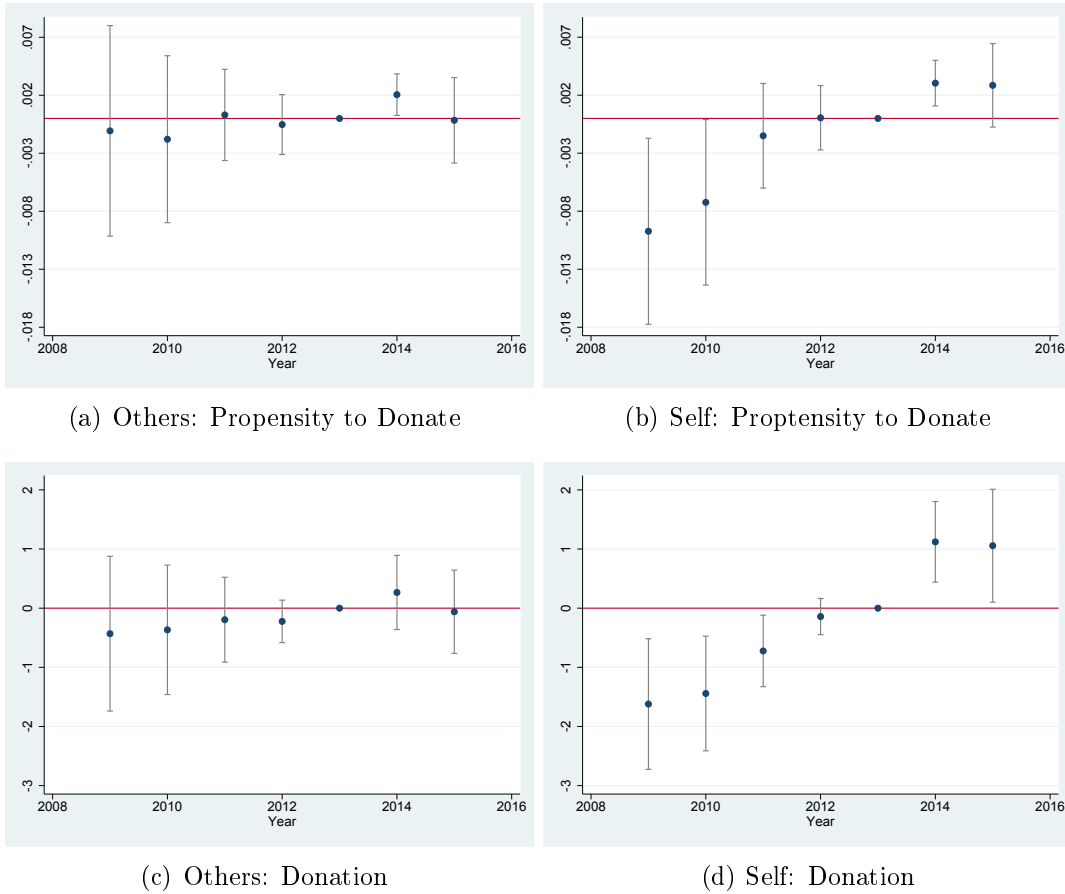 .007
.002
-.003
-.008
-.013
-.018
2008 2010 2012 2014 2016
Year
(a) Others: Propensity to Donate
.007
.002
-.003
-.008
-.013
-.018
2008 2010 2012 2014 2016
Year
(b) Self: Proptensity to Donate
2
1
0
-1
-2
-3
2008 2010 2012 2014 2016
Year
(c) Others: Donation
2
1
0
-1
-2
-3
2008 2010 2012 2014 2016
Year
(d) Self: Donation